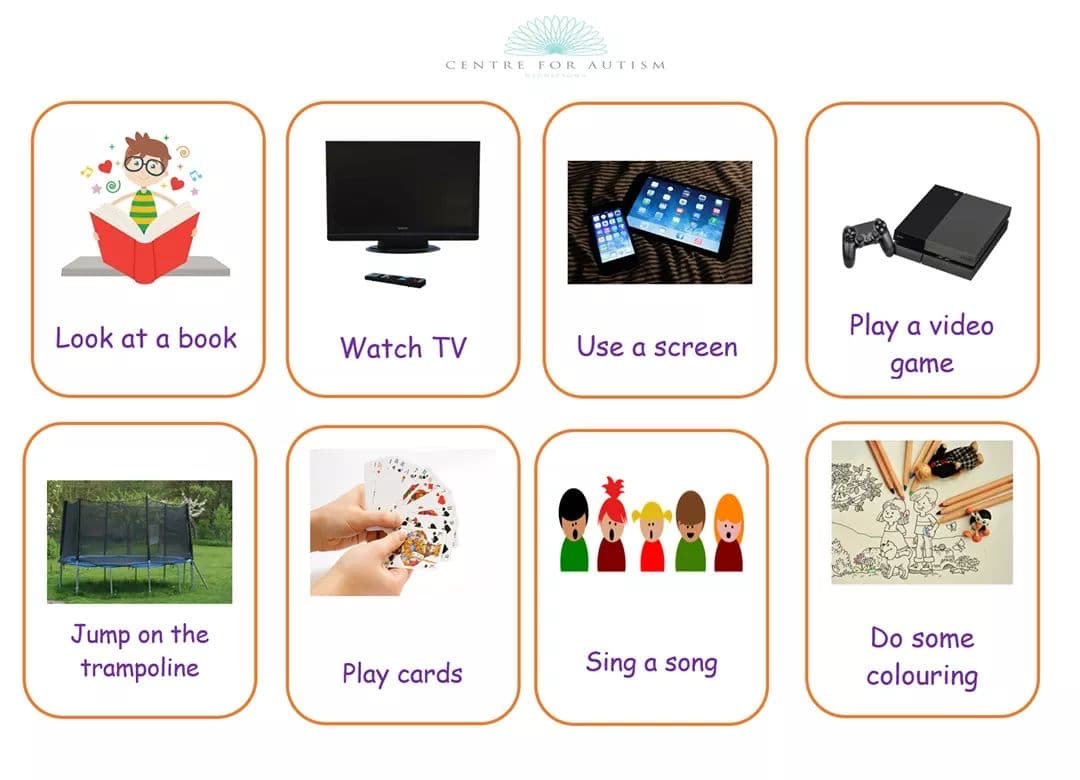 CENTRE FOR AUTISM
Look at a book
Watch TV
Use a screen
Play a video
game
Jump on the
trampoline
Play cards
Sing a song
Do some
colouring